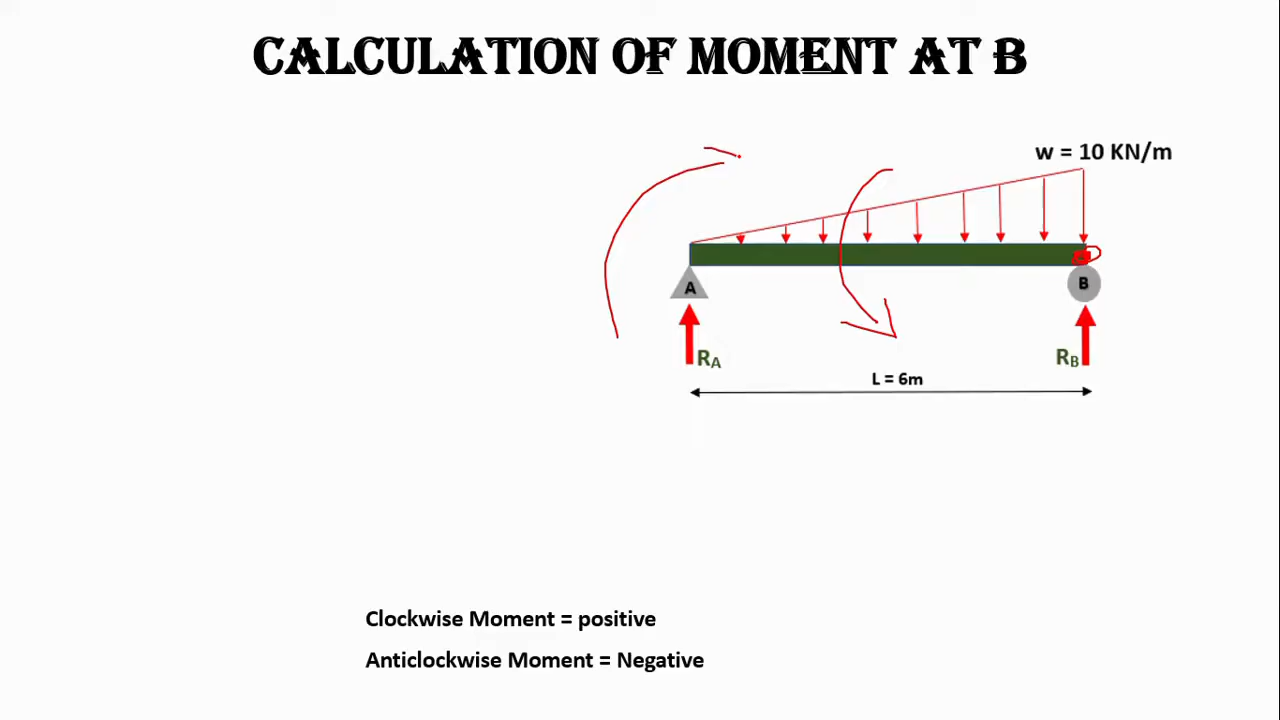 CALCULATION OF MOMENT AT B
w = 10 KN/m
A
B
RA
RB
L = 6m
Clockwise Moment = positive
Anticlockwise Moment = Negative